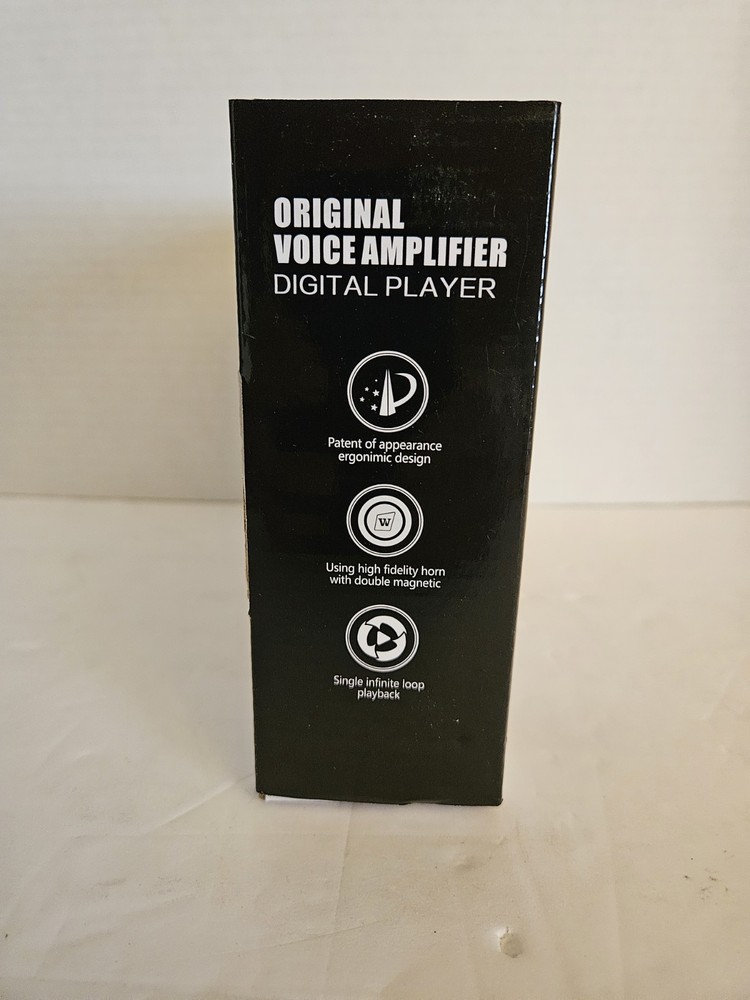 ORIGINAL
VOICE AMPLIFIER
DIGITAL PLAYER
Patent of appearance
ergonimic design
W
Using high fidelity horn
with double magnetic
Single infinite loop
playback